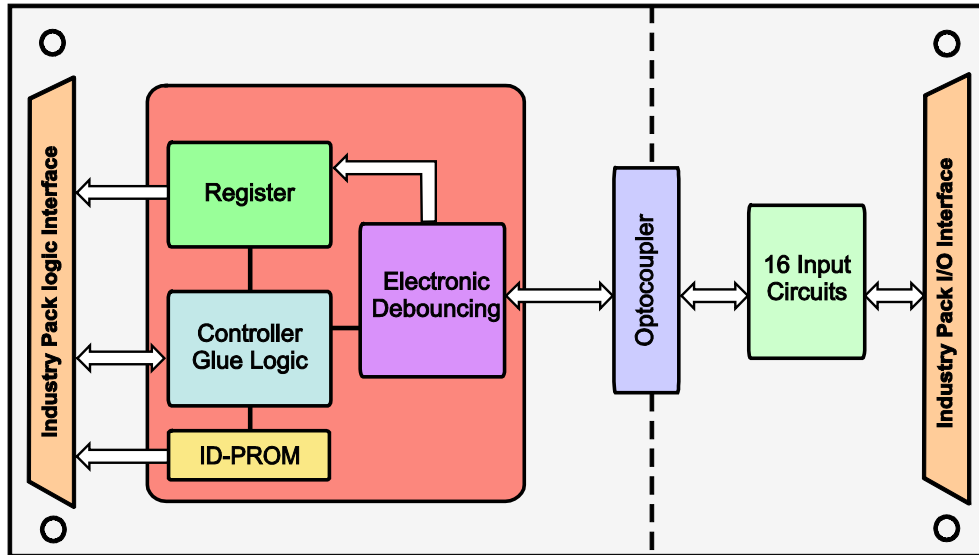 Industry Pack logic Interface
Register
Controller
Glue Logic
ID-PROM
Electronic
Debouncing
Optocoupler
16 Input
Circuits
Industry Pack I/O Interface